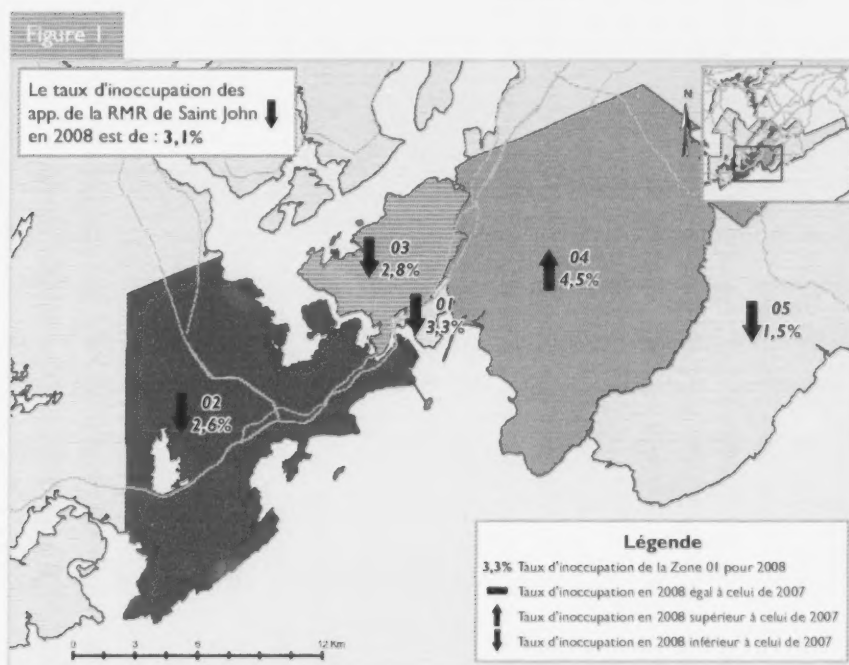 Figure 1
Le taux d'inoccupation des
app. de la RMR de Saint John
en 2008 est de : 3,1%
N
03
2,8%
04
4,5%
01
3,3%
05
1,5%
02
2,6%
Légende
3,3% Taux d'inoccupation de la Zone 01 pour 2008
Taux d'inoccupation en 2008 égal à celui de 2007
Taux d'inoccupation en 2008 supérieur à celui de 2007
Taux d'inoccupation en 2008 inférieur à celui de 2007
0 3 6 12 Km